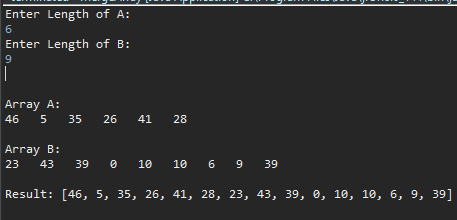 Enter Length of A:
6
Enter Length of B:
9
Array A:
46 5 35 26 41 28
Array B:
23 43 39 0 10 10 6 9 39
Result: [46, 5, 35, 26, 41, 28, 23, 43, 39, 0, 10, 10, 6, 9, 39]